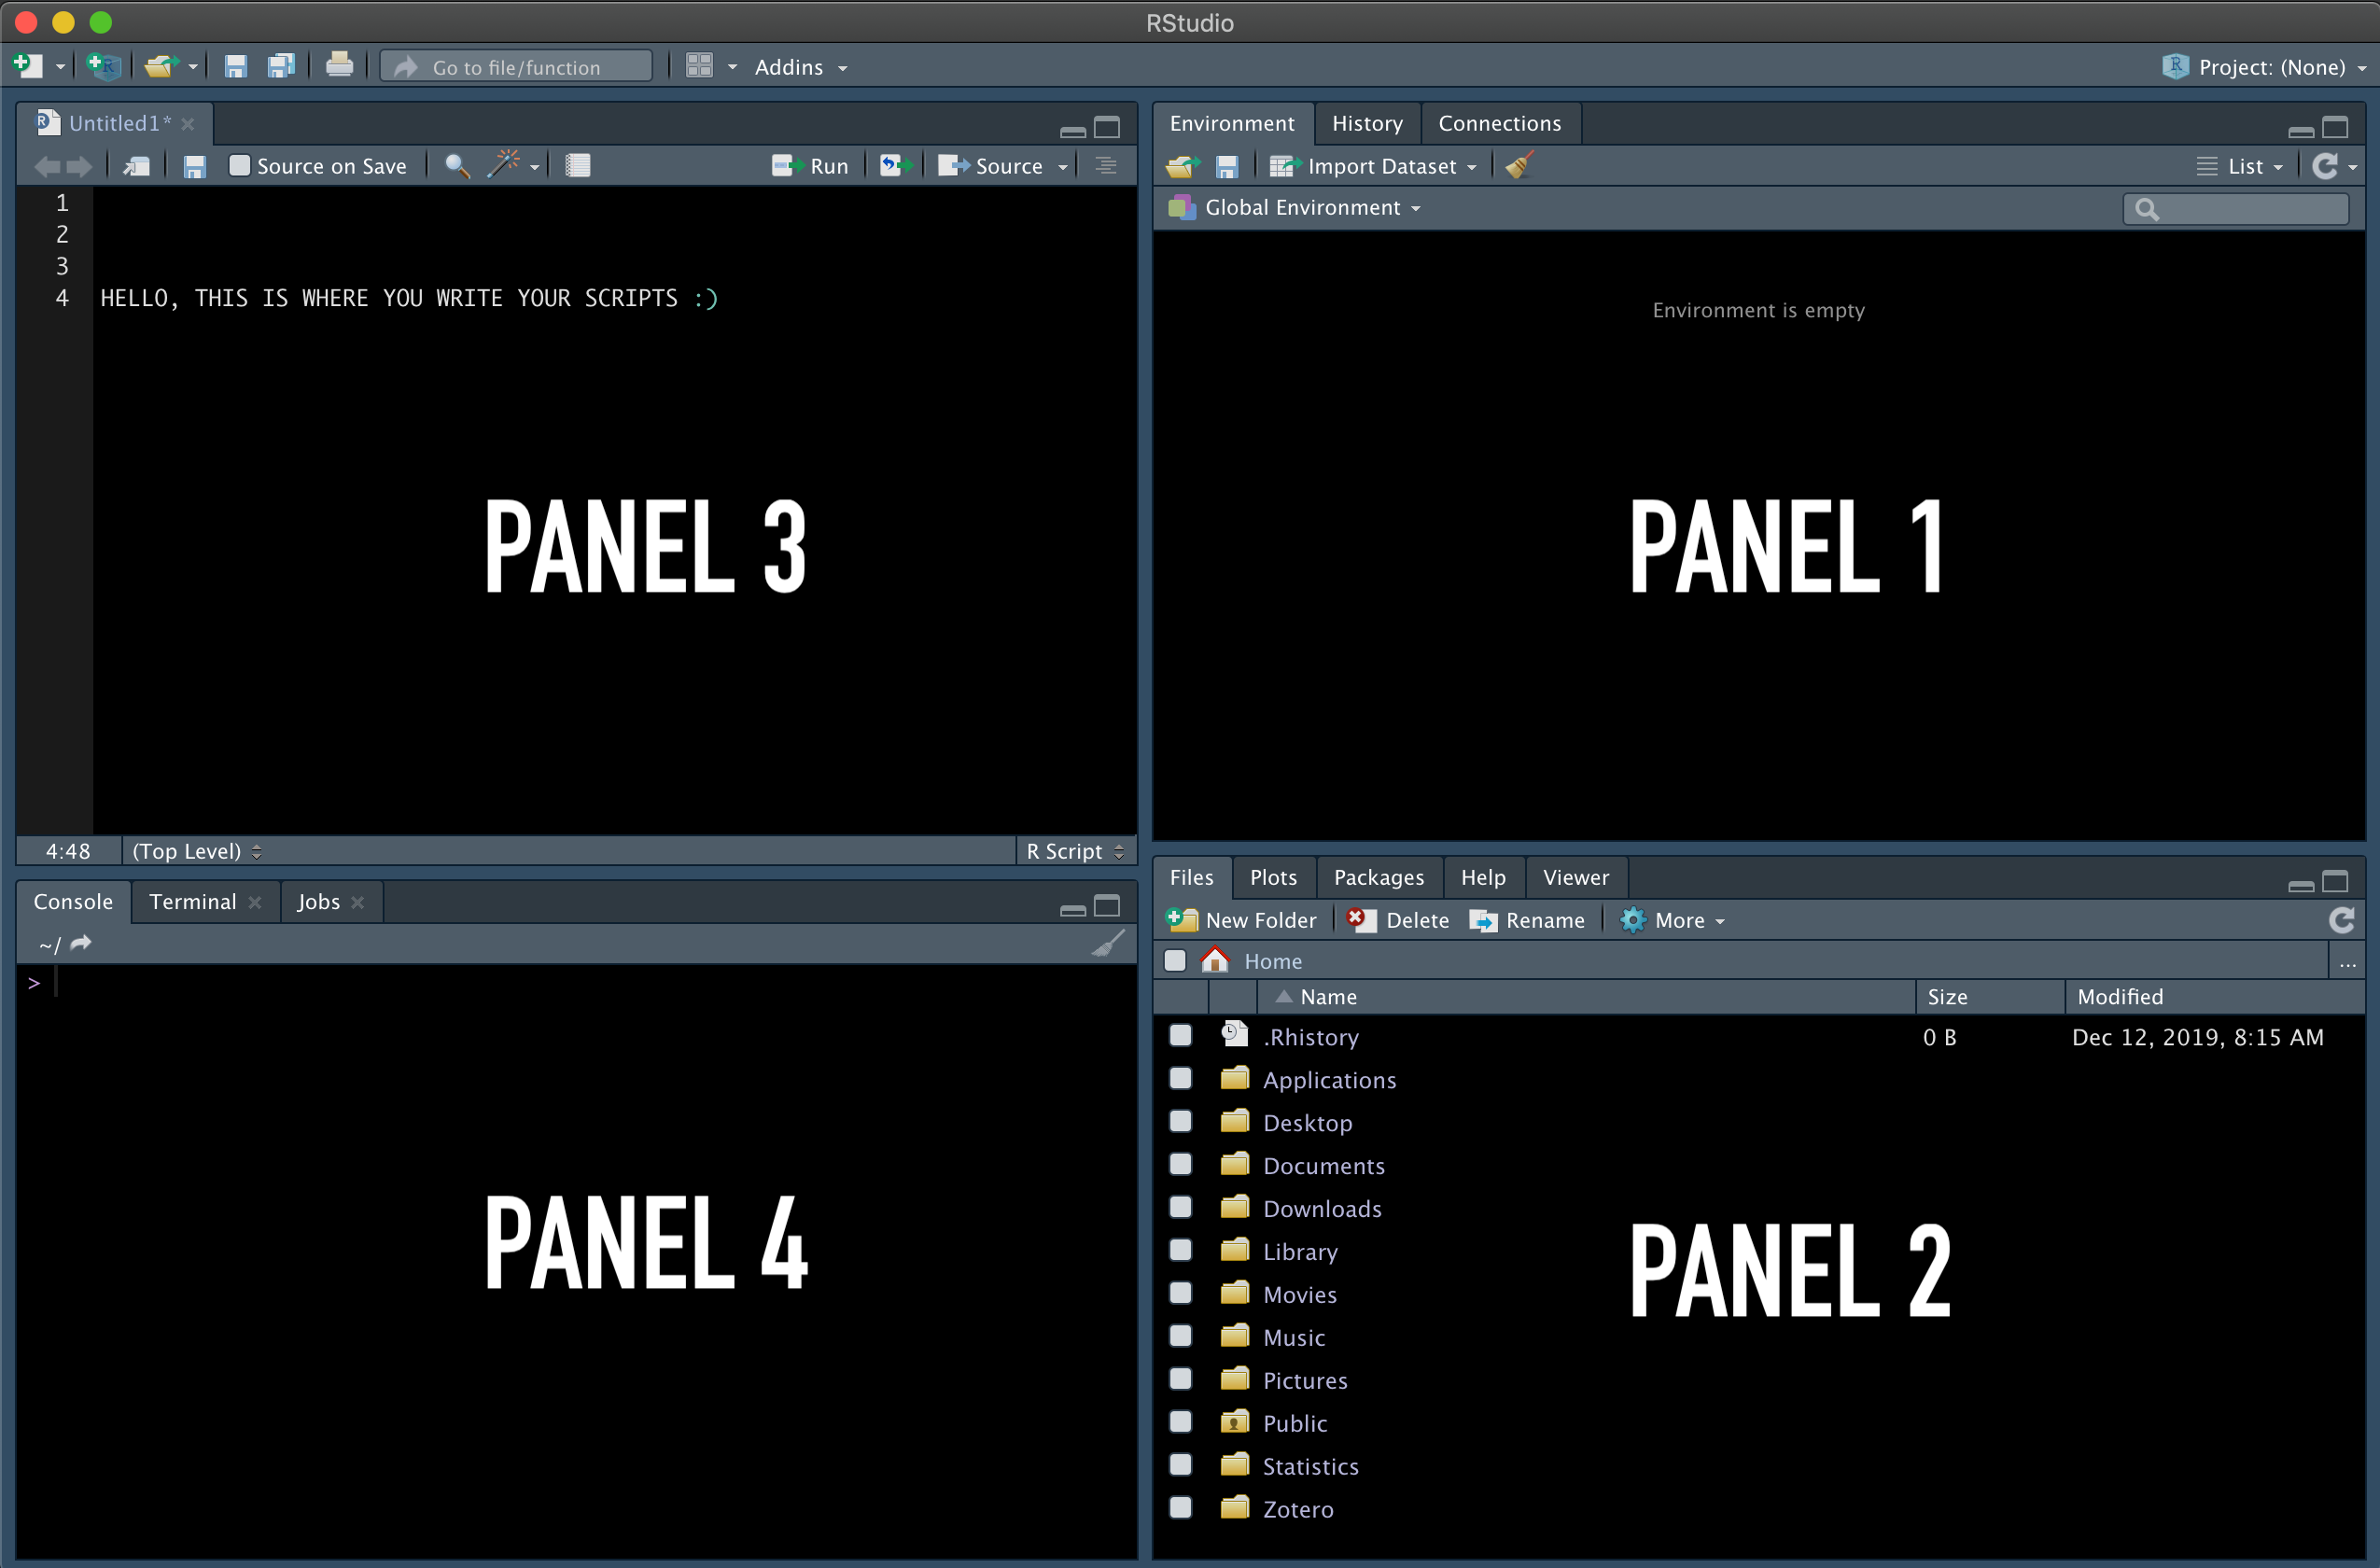 RStudio
Go to file/function
Addins
Project: (None)
Untitled1*
Source on Save
Run
Source
1
2
3
4 HELLO, THIS IS WHERE YOU WRITE YOUR SCRIPTS :)
PANEL 3
4:48 (Top Level) R Script
Environment History Connections
Import Dataset
List
Global Environment
Environment is empty
PANEL 1
Console Terminal Jobs
~/
>
PANEL 4
Files Plots Packages Help Viewer
New Folder Delete Rename More
Home ...
Name Size Modified
.Rhistory 0 B Dec 12, 2019, 8:15 AM
Applications
Desktop
Documents
Downloads
Library
Movies
Music
Pictures
Public
Statistics
Zotero
PANEL 2